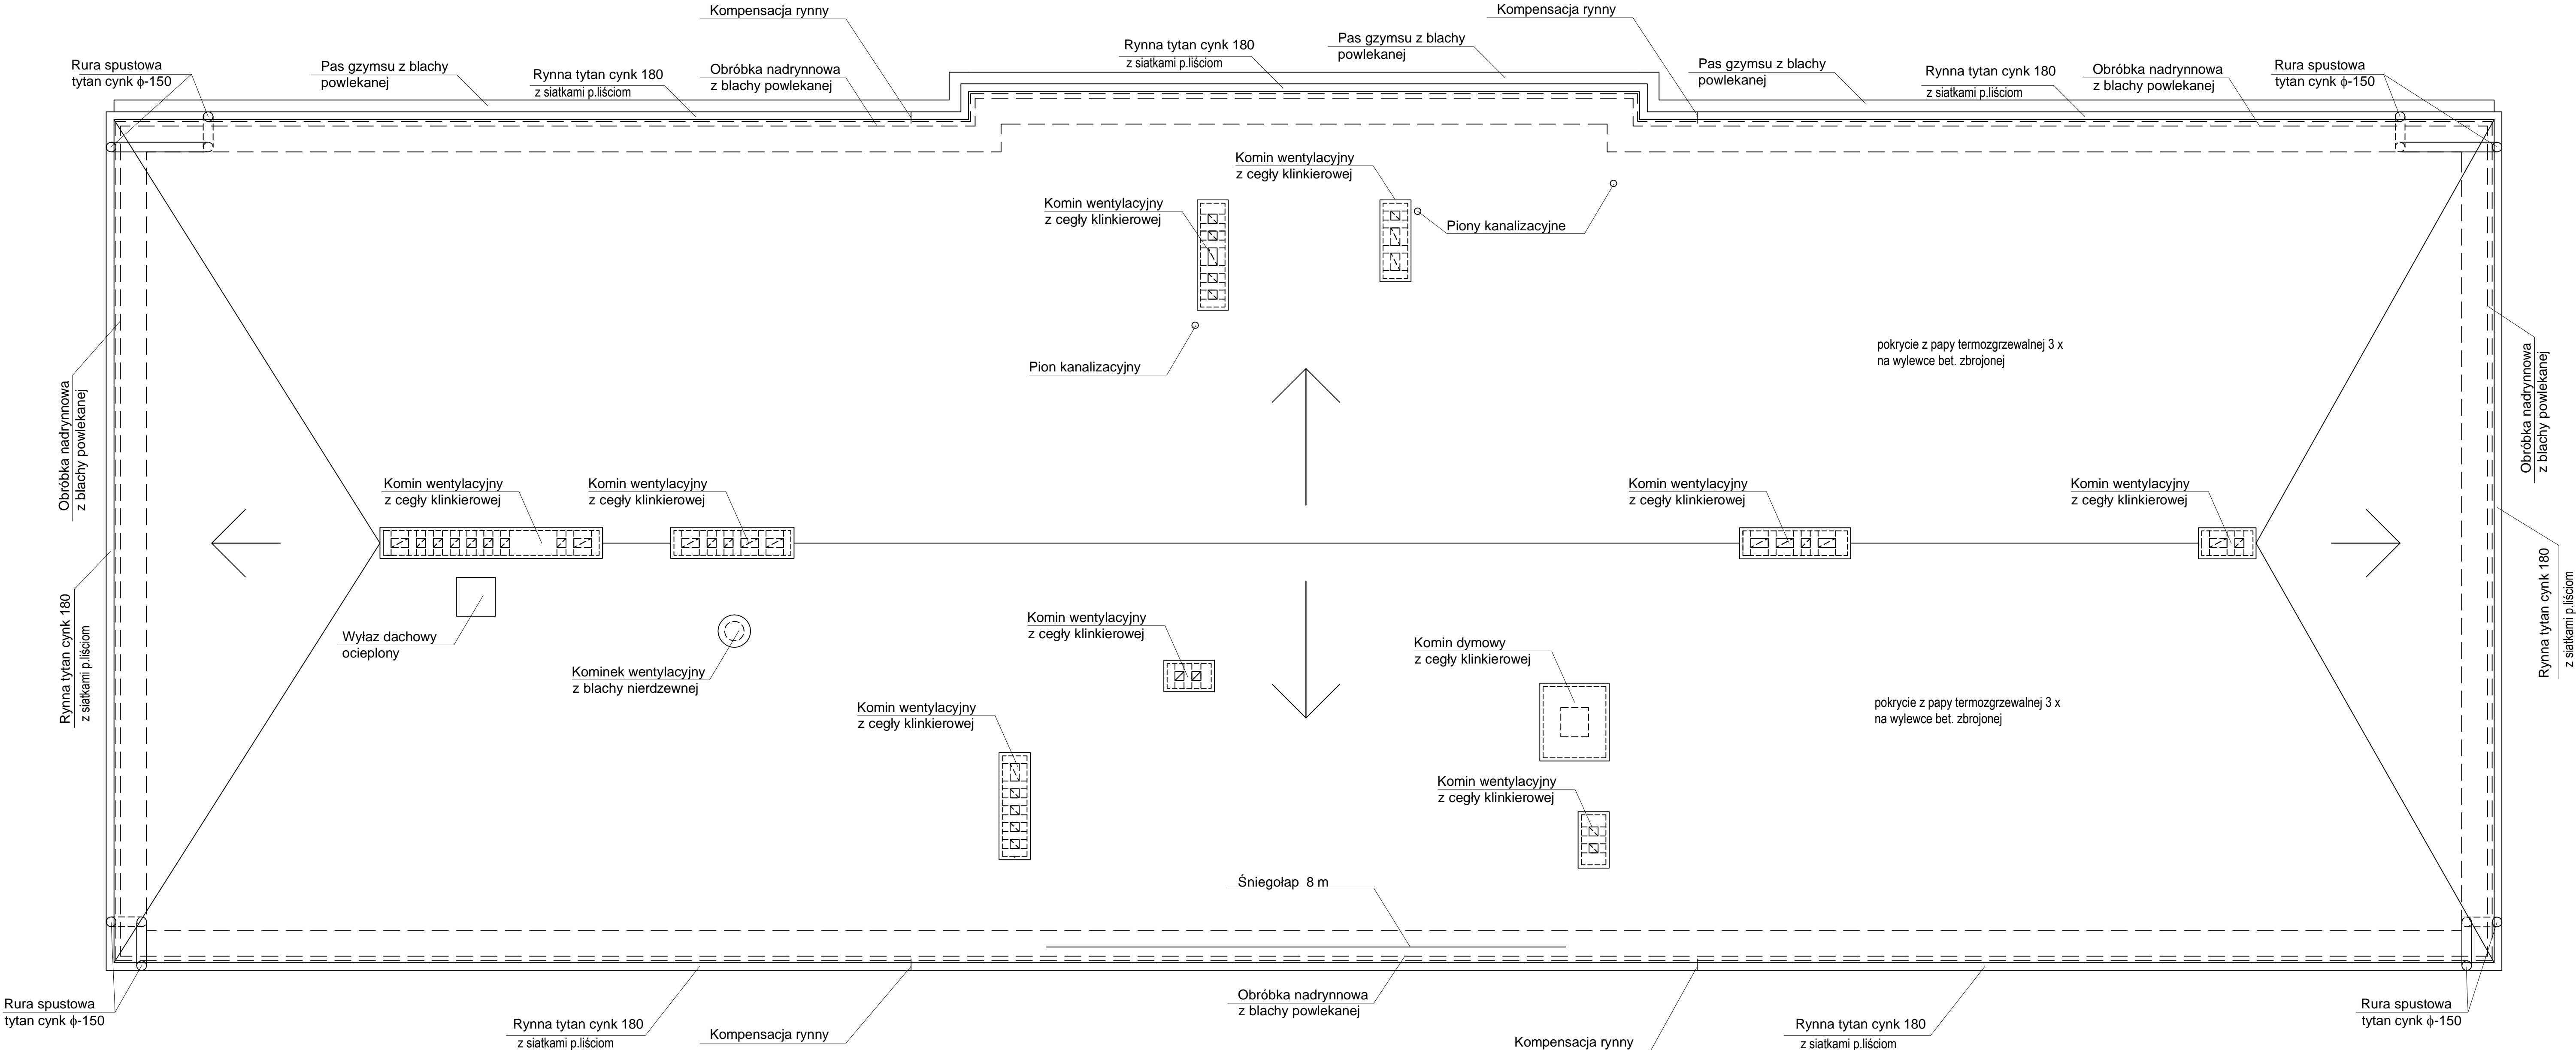 Kompensacja rynny
Kompensacja rynny
Rura spustowa
tytan cynk ϕ-150
Pas gzymsu z blachy
powlekanej
Rynna tytan cynk 180
z siatkami p.liściom
Obróbka nadrynnowa
z blachy powlekanej
Rynna tytan cynk 180
z siatkami p.liściom
Pas gzymsu z blachy
powlekanej
Pas gzymsu z blachy
powlekanej
Rynna tytan cynk 180
z siatkami p.liściom
Obróbka nadrynnowa
z blachy powlekanej
Rura spustowa
tytan cynk ϕ-150
Komin wentylacyjny
z cegły klinkierowej
Komin wentylacyjny
z cegły klinkierowej
Piony kanalizacyjne
Pion kanalizacyjny
pokrycie z papy termozgrzewalnej 3 x
na wylewce bet. zbrojonej
Obróbka nadrynnowa
z blachy powlekanej
Obróbka nadrynnowa
z blachy powlekanej
Komin wentylacyjny
z cegły klinkierowej
Komin wentylacyjny
z cegły klinkierowej
Komin wentylacyjny
z cegły klinkierowej
Komin wentylacyjny
z cegły klinkierowej
Rynna tytan cynk 180
z siatkami p.liściom
Rynna tytan cynk 180
z siatkami p.liściom
Wyłaz dachowy
ocieplony
Kominek wentylacyjny
z blachy nierdzewnej
Komin wentylacyjny
z cegły klinkierowej
Komin dymowy
z cegły klinkierowej
Komin wentylacyjny
z cegły klinkierowej
pokrycie z papy termozgrzewalnej 3 x
na wylewce bet. zbrojonej
Komin wentylacyjny
z cegły klinkierowej
Śniegołap 8 m
Rura spustowa
tytan cynk ϕ-150
Rynna tytan cynk 180
z siatkami p.liściom
Kompensacja rynny
Obróbka nadrynnowa
z blachy powlekanej
Kompensacja rynny
Rynna tytan cynk 180
z siatkami p.liściom
Rura spustowa
tytan cynk ϕ-150